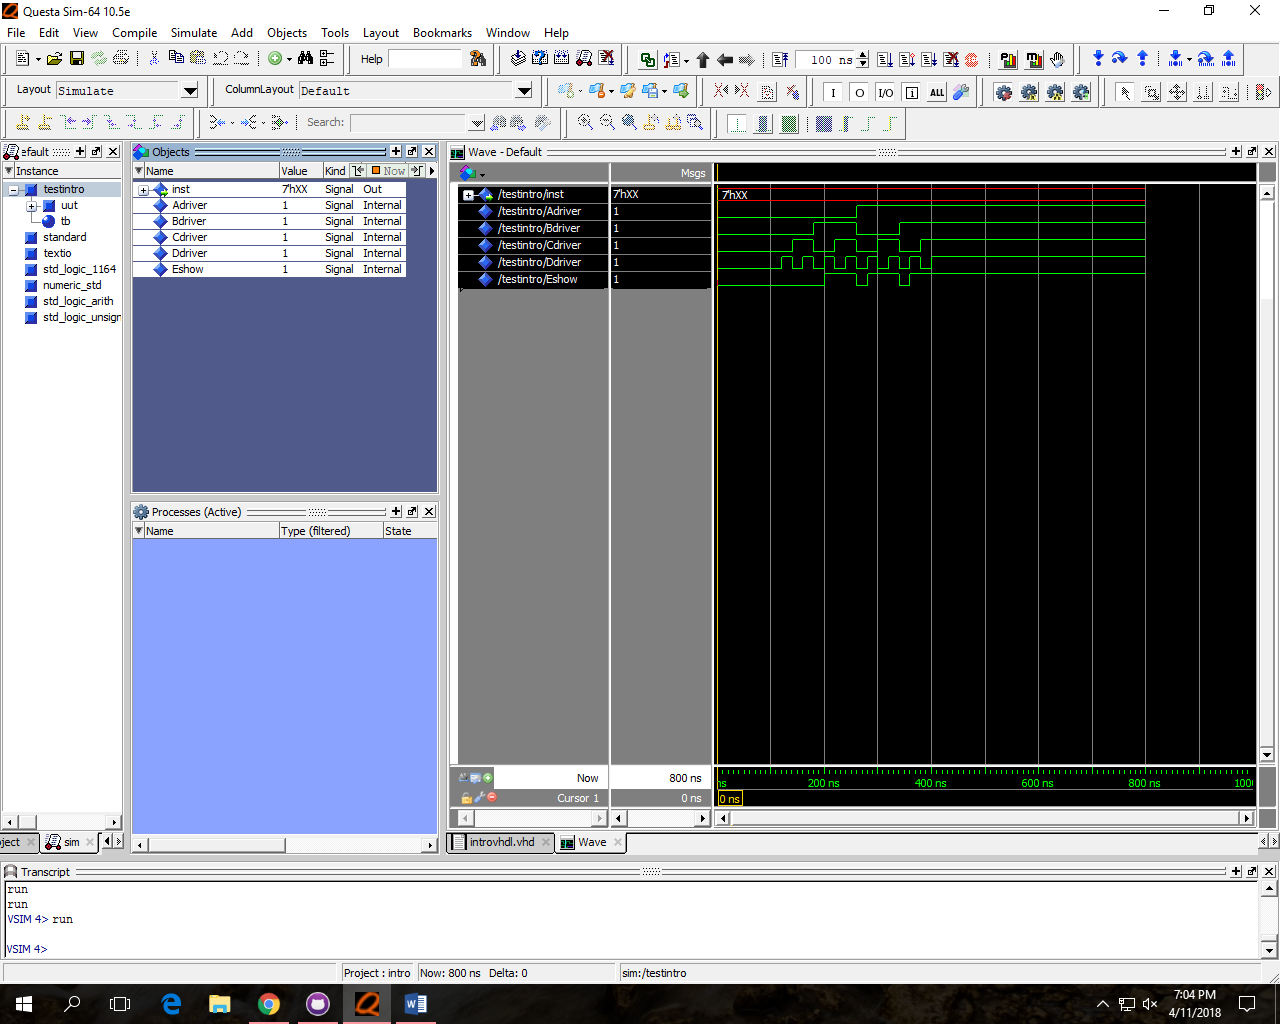 Questa Sim-64 10.5e
File Edit View Compile Simulate Add Objects Tools Layout Bookmarks Window Help
Help
100 ns
Layout Simulate
ColumnLayout Default
I O I/O i ALL
Search:
efault
Instance
testintro
uut
tb
standard
textio
std_logic_1164
numeric_std
std_logic_arith
std_logic_unsign
Objects
Name Value Kind Now
inst 7'hXX Signal Out
Adriver 1 Signal Internal
Bdriver 1 Signal Internal
Cdriver 1 Signal Internal
Ddriver 1 Signal Internal
Eshow 1 Signal Internal
Processes (Active)
Name Type (filtered) State
Wave - Default
Msgs
/testintro/inst 7'hXX 7'hXX
/testintro/Adriver 1
/testintro/Bdriver 1
/testintro/Cdriver 1
/testintro/Ddriver 1
/testintro/Eshow 1
Now 800 ns
ns 200 ns 400 ns 600 ns 800 ns 100
Cursor 1 0 ns 0 ns
ject sim
introvhdl.vhd Wave
Transcript
run
run
VSIM 4> run
VSIM 4>
Project : intro Now: 800 ns Delta: 0 sim:/testintro
7:04 PM
4/11/2018